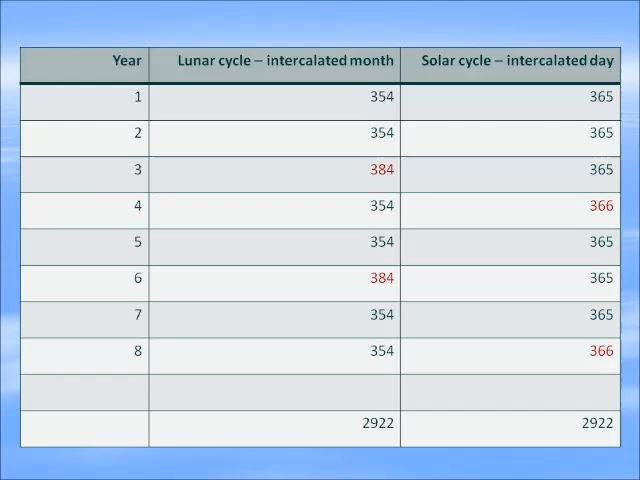 Year Lunar cycle – intercalated month Solar cycle – intercalated day
1 354 365
2 354 365
3 384 365
4 354 366
5 354 365
6 384 365
7 354 365
8 354 366
2922 2922